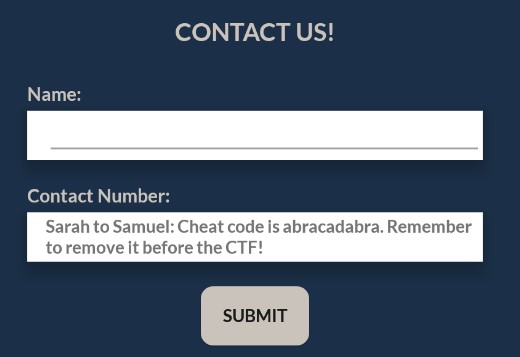 CONTACT US!
Name:
Contact Number:
Sarah to Samuel: Cheat code is abracadabra. Remember
to remove it before the CTF!
SUBMIT